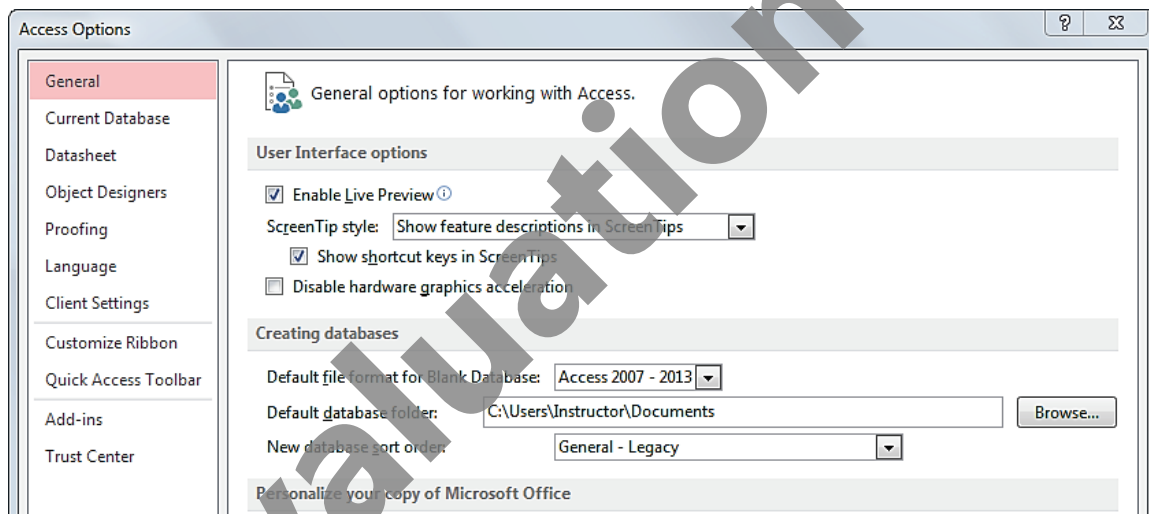 Access Options
General
Current Database
Datasheet
Object Designers
Proofing
Language
Client Settings
Customize Ribbon
Quick Access Toolbar
Add-ins
Trust Center
General options for working with Access.
User Interface options
Enable Live Preview
ScreenTip style: Show feature descriptions in ScreenTips
Show shortcut keys in ScreenTips
Disable hardware graphics acceleration
Creating databases
Default file format for Blank Database: Access 2007 - 2013
Default database folder: C:\Users\Instructor\Documents Browse...
New database sort order: General - Legacy
Personalize your copy of Microsoft Office
valuation